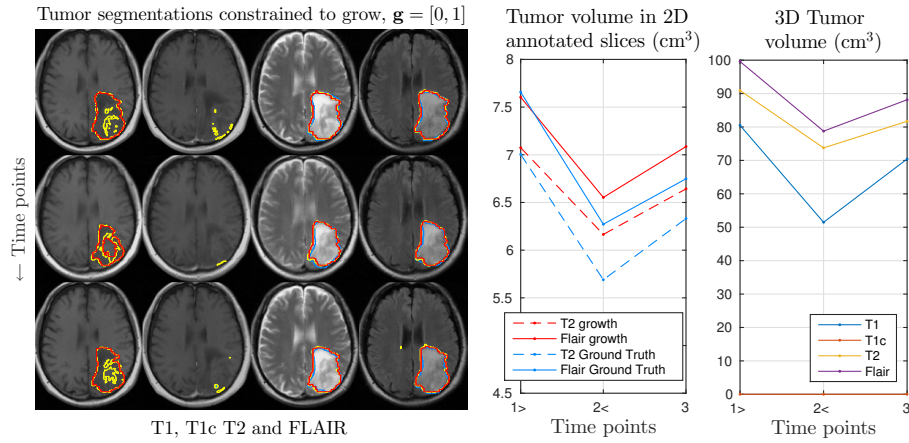 Tumor segmentations constrained to grow, g = [0, 1]
← Time points
T1, T1c T2 and FLAIR
Tumor volume in 2D
annotated slices (cm³)
8
7.5
7
6.5
6
5.5
5
4.5
T2 growth
Flair growth
T2 Ground Truth
Flair Ground Truth
1> 2< 3
Time points
3D Tumor
volume (cm³)
100
90
80
70
60
50
40
30
20
10
0
T1
T1c
T2
Flair
1> 2< 3
Time points